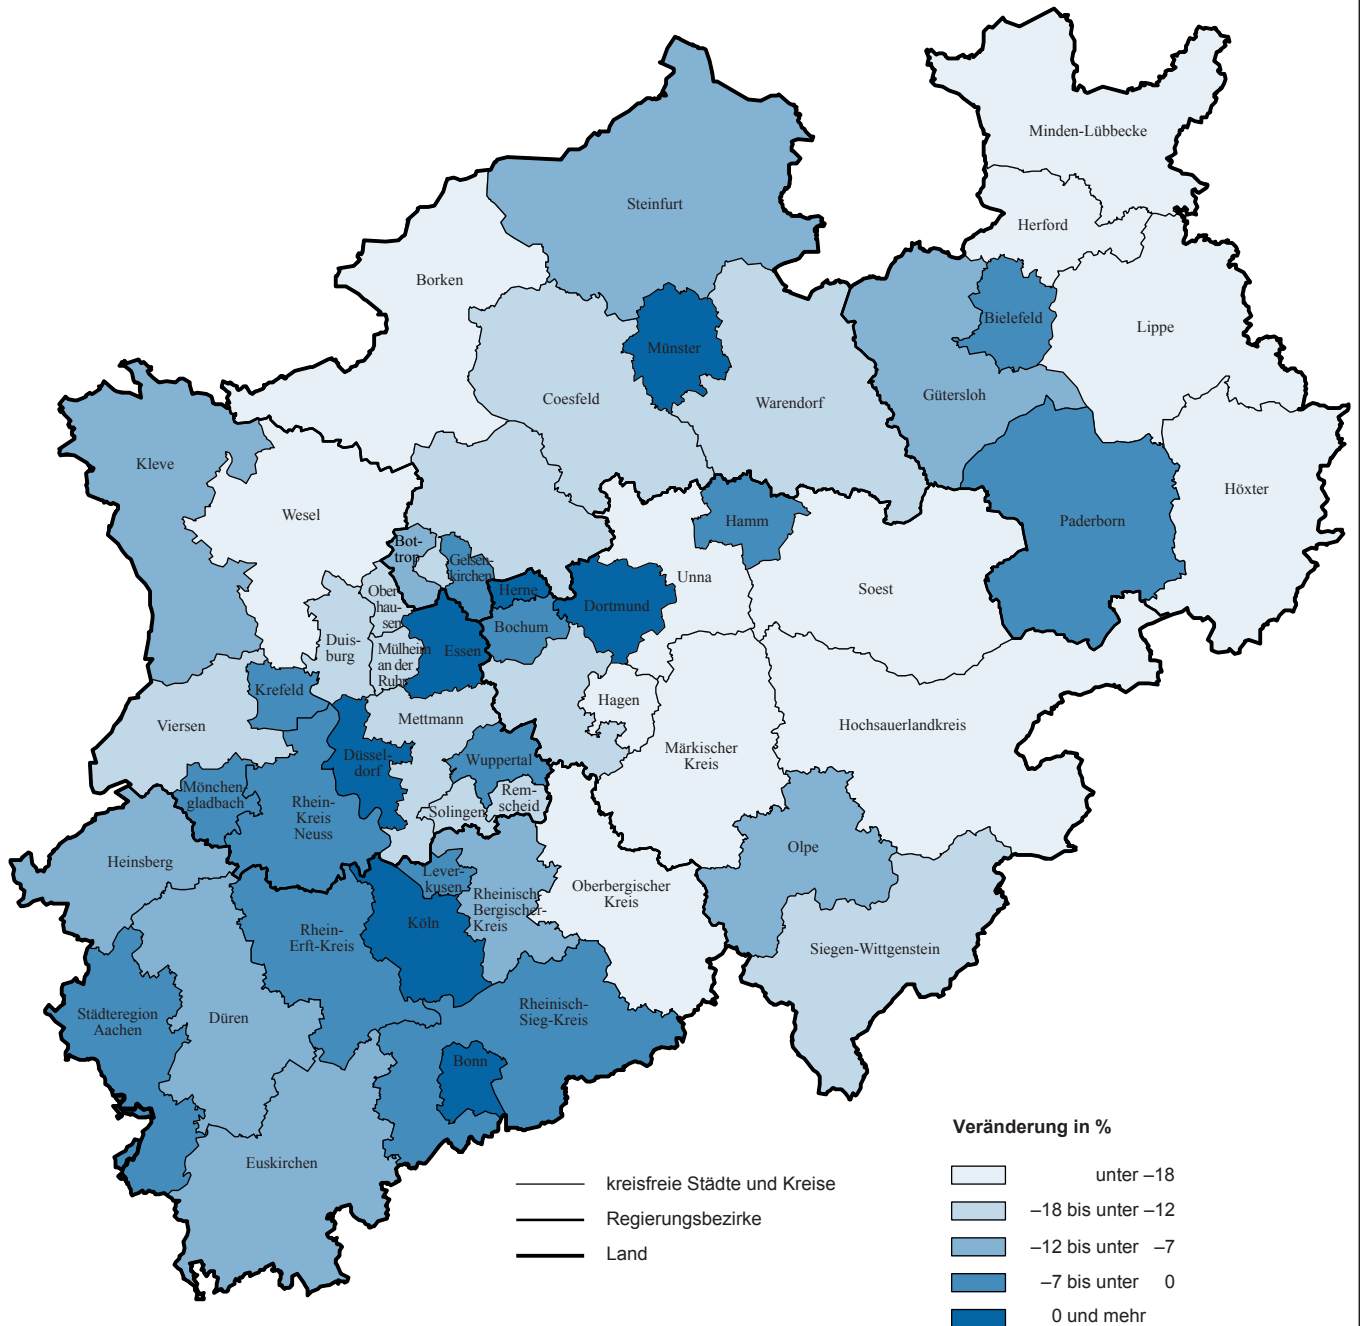 Minden-Lübbecke
Steinfurt
Herford
Borken
Bielefeld
Lippe
Münster
Coesfeld
Warendorf
Gütersloh
Kleve
Höxter
Wesel
Hamm
Paderborn
Bot-
trop
Gelsen-
kirchen
Unna
Soest
Ober-
hau-
sen
Herne
Dortmund
Bochum
Duis-
burg
Mülheim
an der
Ruhr
Essen
Krefeld
Hagen
Viersen
Mettmann
Hochsauerlandkreis
Märkischer
Kreis
Düssel-
dorf
Wuppertal
Mönchen-
gladbach
Rhein-
Kreis
Neuss
Solingen
Rem-
scheid
Olpe
Heinsberg
Lever-
kusen
Rheinisch-
Bergischer-
Kreis
Oberbergischer
Kreis
Köln
Rhein-
Erft-Kreis
Siegen-Wittgenstein
Städteregion
Aachen
Düren
Rheinisch-
Sieg-Kreis
Bonn
Euskirchen
kreisfreie Städte und Kreise
Regierungsbezirke
Land
Veränderung in %
unter –18
–18 bis unter –12
–12 bis unter –7
–7 bis unter 0
0 und mehr